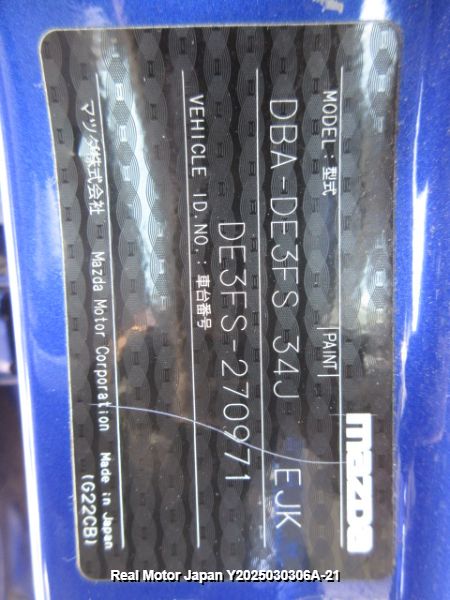 mazda
MODEL : 型式
PAINT
DBA-DE3FS 34J EJK
VEHICLE ID.NO. : 車台番号
DE3FS-270971
マツダ株式会社 Mazda Motor Corporation Made in Japan
(G22CB)
Real Motor Japan Y2025030306A-21